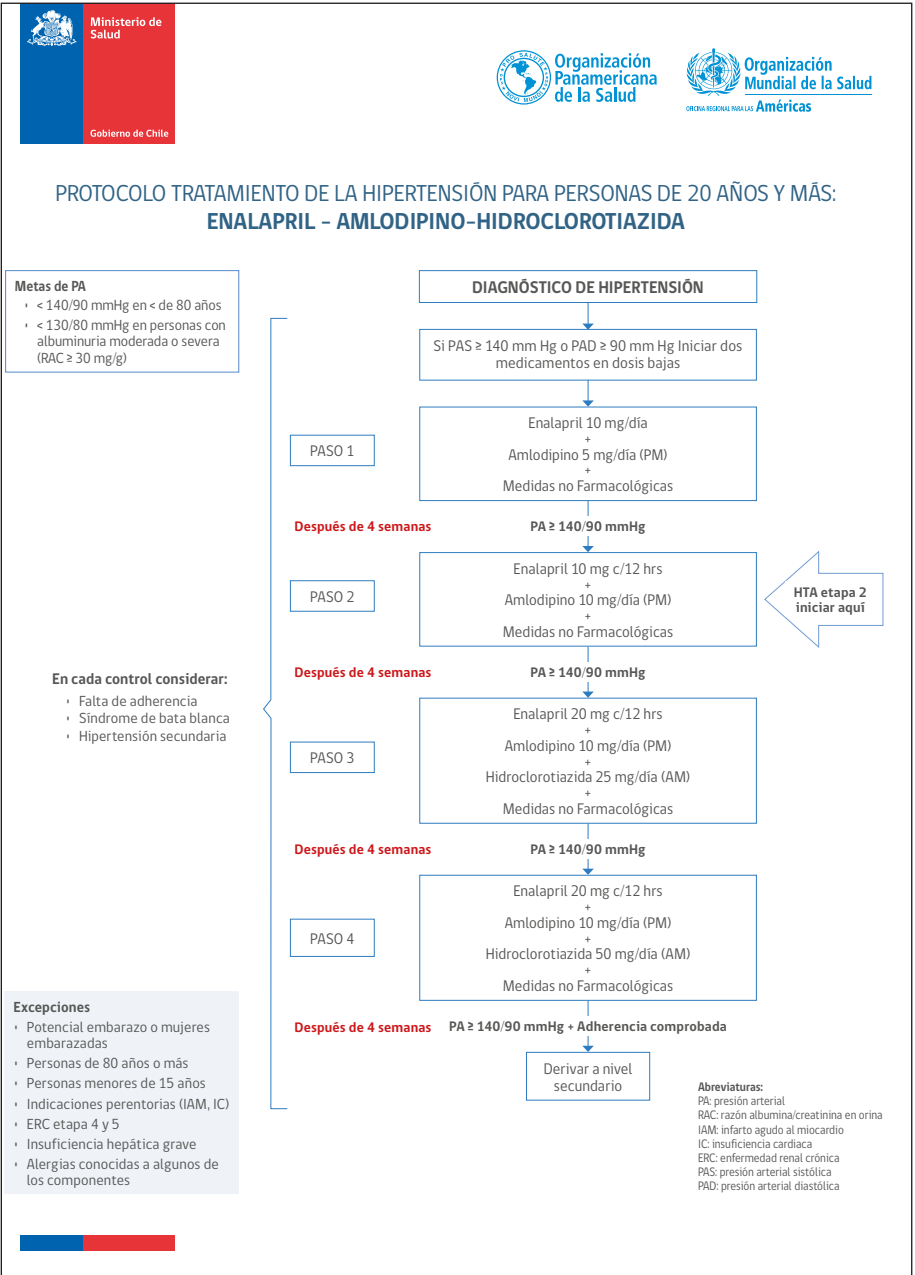 Ministerio de
Salud
Gobierno de Chile
PRO SALUTE
NOVI MUNDI
Organización
Panamericana
de la Salud
Organización
Mundial de la Salud
OFICINA REGIONAL PARA LAS Américas
PROTOCOLO TRATAMIENTO DE LA HIPERTENSIÓN PARA PERSONAS DE 20 AÑOS Y MÁS:
ENALAPRIL - AMLODIPINO-HIDROCLOROTIAZIDA
Metas de PA
• < 140/90 mmHg en < de 80 años
• < 130/80 mmHg en personas con
albuminuria moderada o severa
(RAC ≥ 30 mg/g)
DIAGNÓSTICO DE HIPERTENSIÓN
Si PAS ≥ 140 mm Hg o PAD ≥ 90 mm Hg Iniciar dos
medicamentos en dosis bajas
PASO 1
Enalapril 10 mg/día
+
Amlodipino 5 mg/día (PM)
+
Medidas no Farmacológicas
Después de 4 semanas PA ≥ 140/90 mmHg
PASO 2
Enalapril 10 mg c/12 hrs
+
Amlodipino 10 mg/día (PM)
+
Medidas no Farmacológicas
HTA etapa 2
iniciar aquí
Después de 4 semanas PA ≥ 140/90 mmHg
En cada control considerar:
• Falta de adherencia
• Síndrome de bata blanca
• Hipertensión secundaria
PASO 3
Enalapril 20 mg c/12 hrs
+
Amlodipino 10 mg/día (PM)
+
Hidroclorotiazida 25 mg/día (AM)
+
Medidas no Farmacológicas
Después de 4 semanas PA ≥ 140/90 mmHg
PASO 4
Enalapril 20 mg c/12 hrs
+
Amlodipino 10 mg/día (PM)
+
Hidroclorotiazida 50 mg/día (AM)
+
Medidas no Farmacológicas
Después de 4 semanas PA ≥ 140/90 mmHg + Adherencia comprobada
Derivar a nivel
secundario
Excepciones
• Potencial embarazo o mujeres
embarazadas
• Personas de 80 años o más
• Personas menores de 15 años
• Indicaciones perentorias (IAM, IC)
• ERC etapa 4 y 5
• Insuficiencia hepática grave
• Alergias conocidas a algunos de
los componentes
Abreviaturas:
PA: presión arterial
RAC: razón albumina/creatinina en orina
IAM: infarto agudo al miocardio
IC: insuficiencia cardiaca
ERC: enfermedad renal crónica
PAS: presión arterial sistólica
PAD: presión arterial diastólica